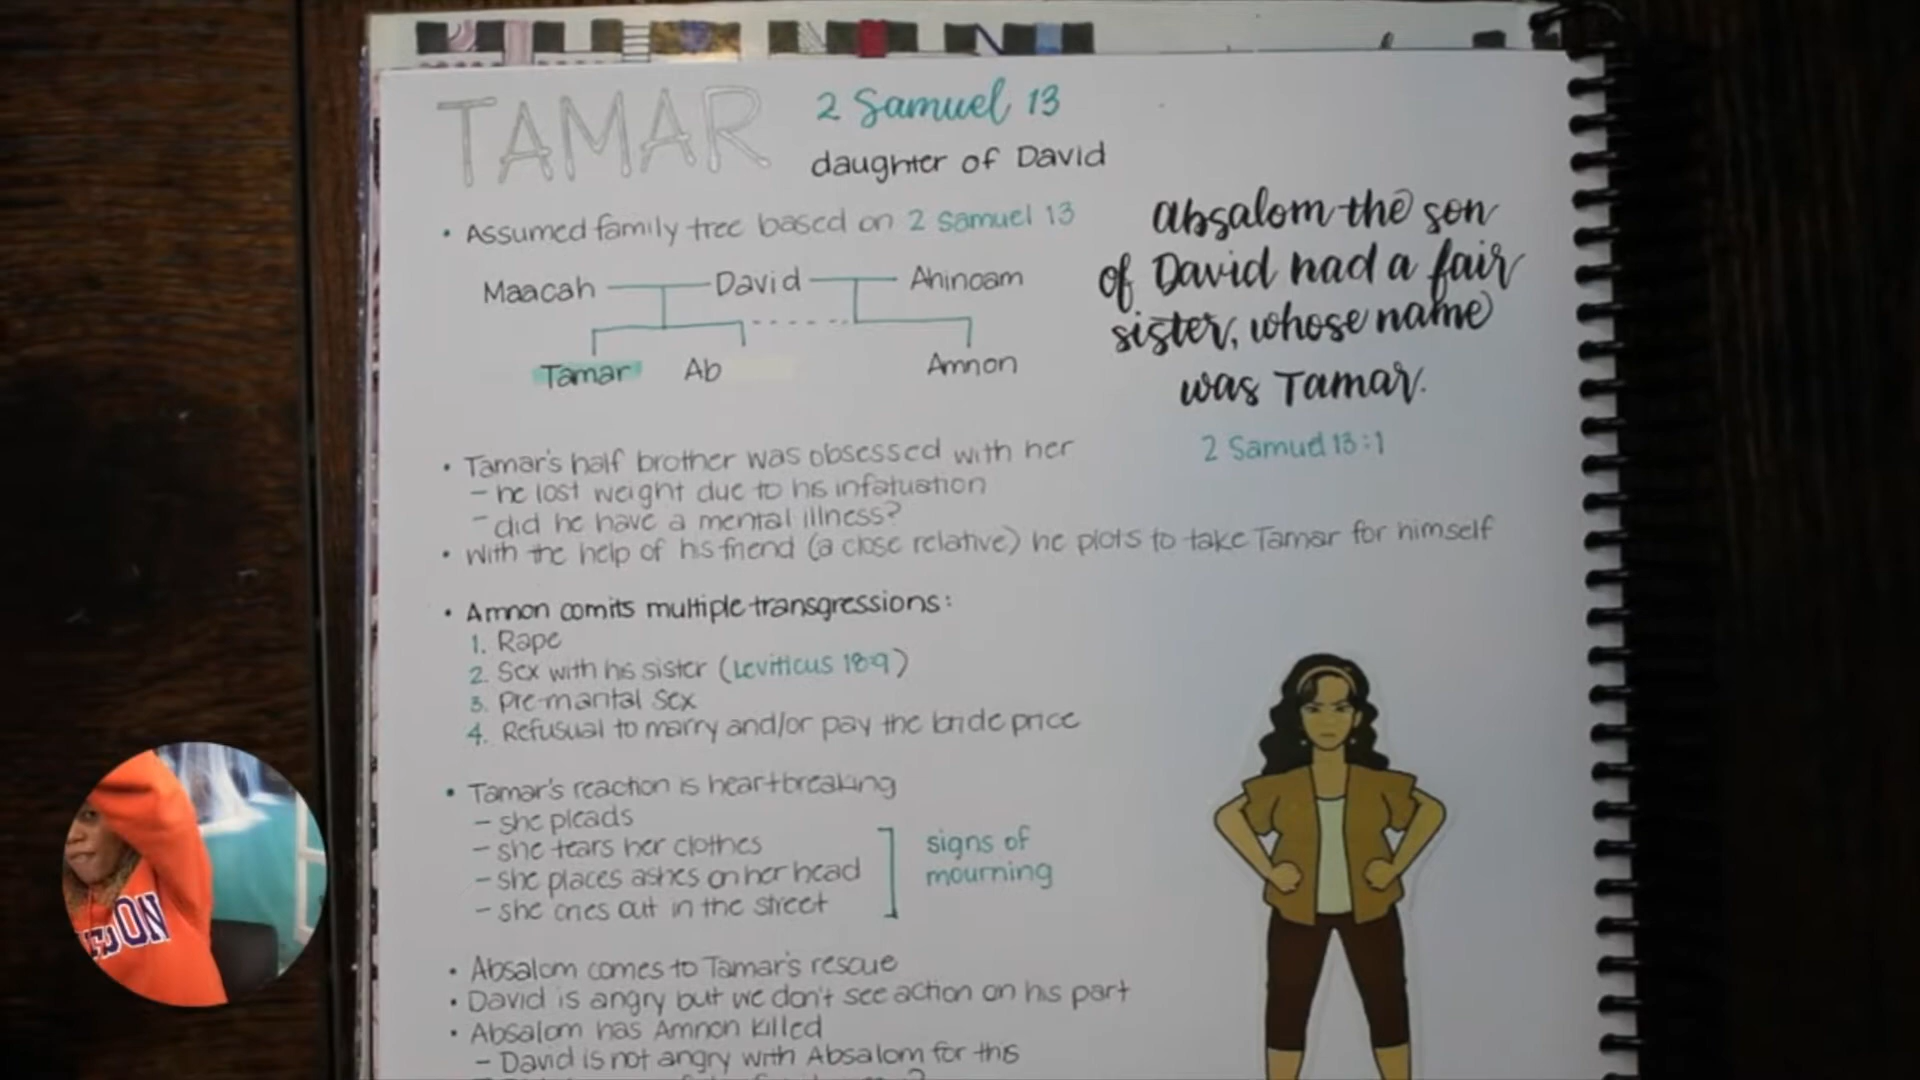 TAMAR
2 Samuel 13
daughter of David
• Assumed family tree based on 2 Samuel 13
Maacah David Ahinoam
Tamar Ab Amnon
absalom the son
of David had a fair
sister, whose name
was Tamar.
2 Samuel 13:1
• Tamar's half brother was obsessed with her
- he lost weight due to his infatuation
- did he have a mental illness?
• With the help of his friend (a close relative) he plots to take Tamar for himself
• Amnon comits multiple transgressions:
1. Rape
2. Sex with his sister (Leviticus 18:9)
3. Pre-marital Sex
4. Refusual to marry and/or pay the bride price
• Tamar's reaction is heartbreaking
- she pleads
- she tears her clothes
- she places ashes on her head
- she cries out in the street
signs of
mourning
• Absalom comes to Tamar's rescue
• David is angry but we don't see action on his part
• Absalom has Amnon killed
- David is not angry with Absalom for this